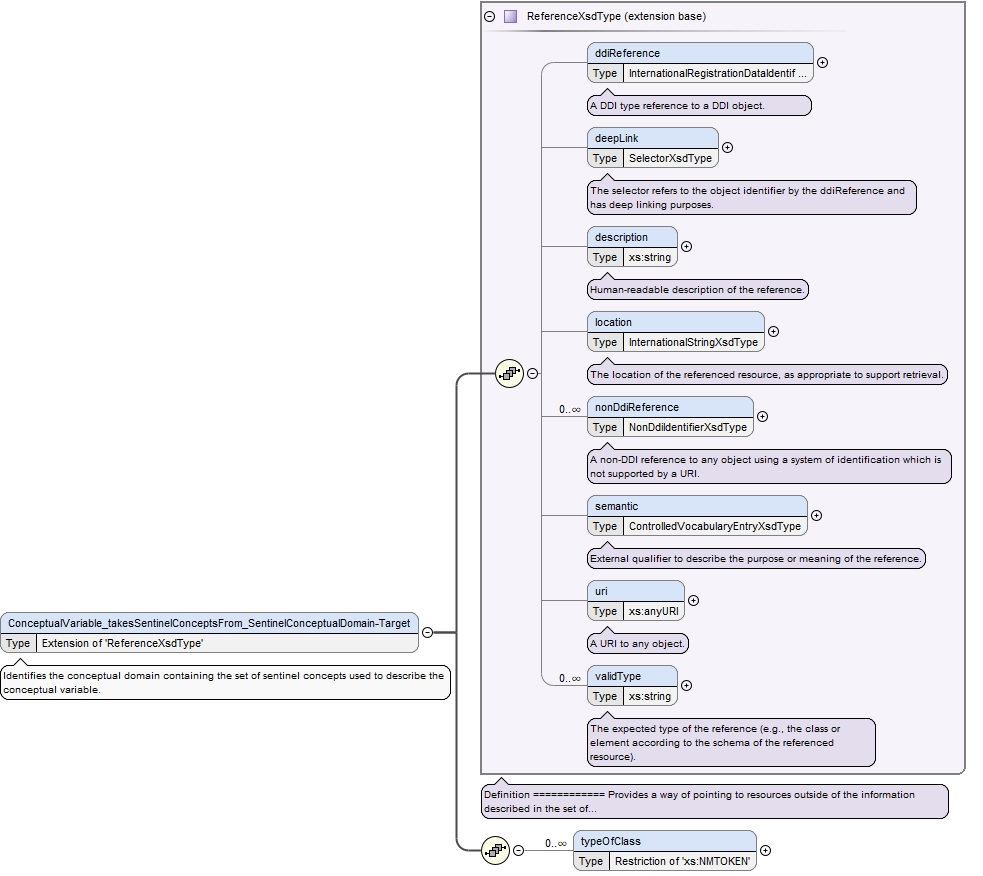 ReferenceXsdType (extension base)
ddiReference
Type InternationalRegistrationDataIdentif ...
A DDI type reference to a DDI object.
deepLink
Type SelectorXsdType
The selector refers to the object identifier by the ddiReference and
has deep linking purposes.
description
Type xs:string
Human-readable description of the reference.
location
Type InternationalStringXsdType
The location of the referenced resource, as appropriate to support retrieval.
0..∞ nonDdiReference
Type NonDdiIdentifierXsdType
A non-DDI reference to any object using a system of identification which is
not supported by a URI.
semantic
Type ControlledVocabularyEntryXsdType
External qualifier to describe the purpose or meaning of the reference.
uri
Type xs:anyURI
A URI to any object.
0..∞ validType
Type xs:string
The expected type of the reference (e.g., the class or
element according to the schema of the referenced
resource).
Definition ============ Provides a way of pointing to resources outside of the information
described in the set of...
ConceptualVariable_takesSentinelConceptsFrom_SentinelConceptualDomain-Target
Type Extension of 'ReferenceXsdType'
Identifies the conceptual domain containing the set of sentinel concepts used to describe the
conceptual variable.
0..∞ typeOfClass
Type Restriction of 'xs:NMTOKEN'